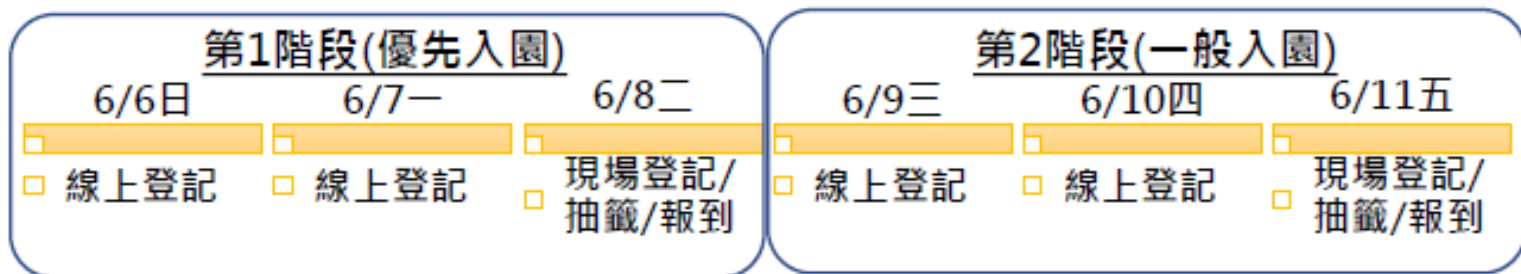 第1階段(優先入園)
6/6日
6/7一
6/8二
線上登記
線上登記
現場登記/
抽籤/報到
第2階段(一般入園)
6/9三
6/10四
6/11五
線上登記
線上登記
現場登記/
抽籤/報到